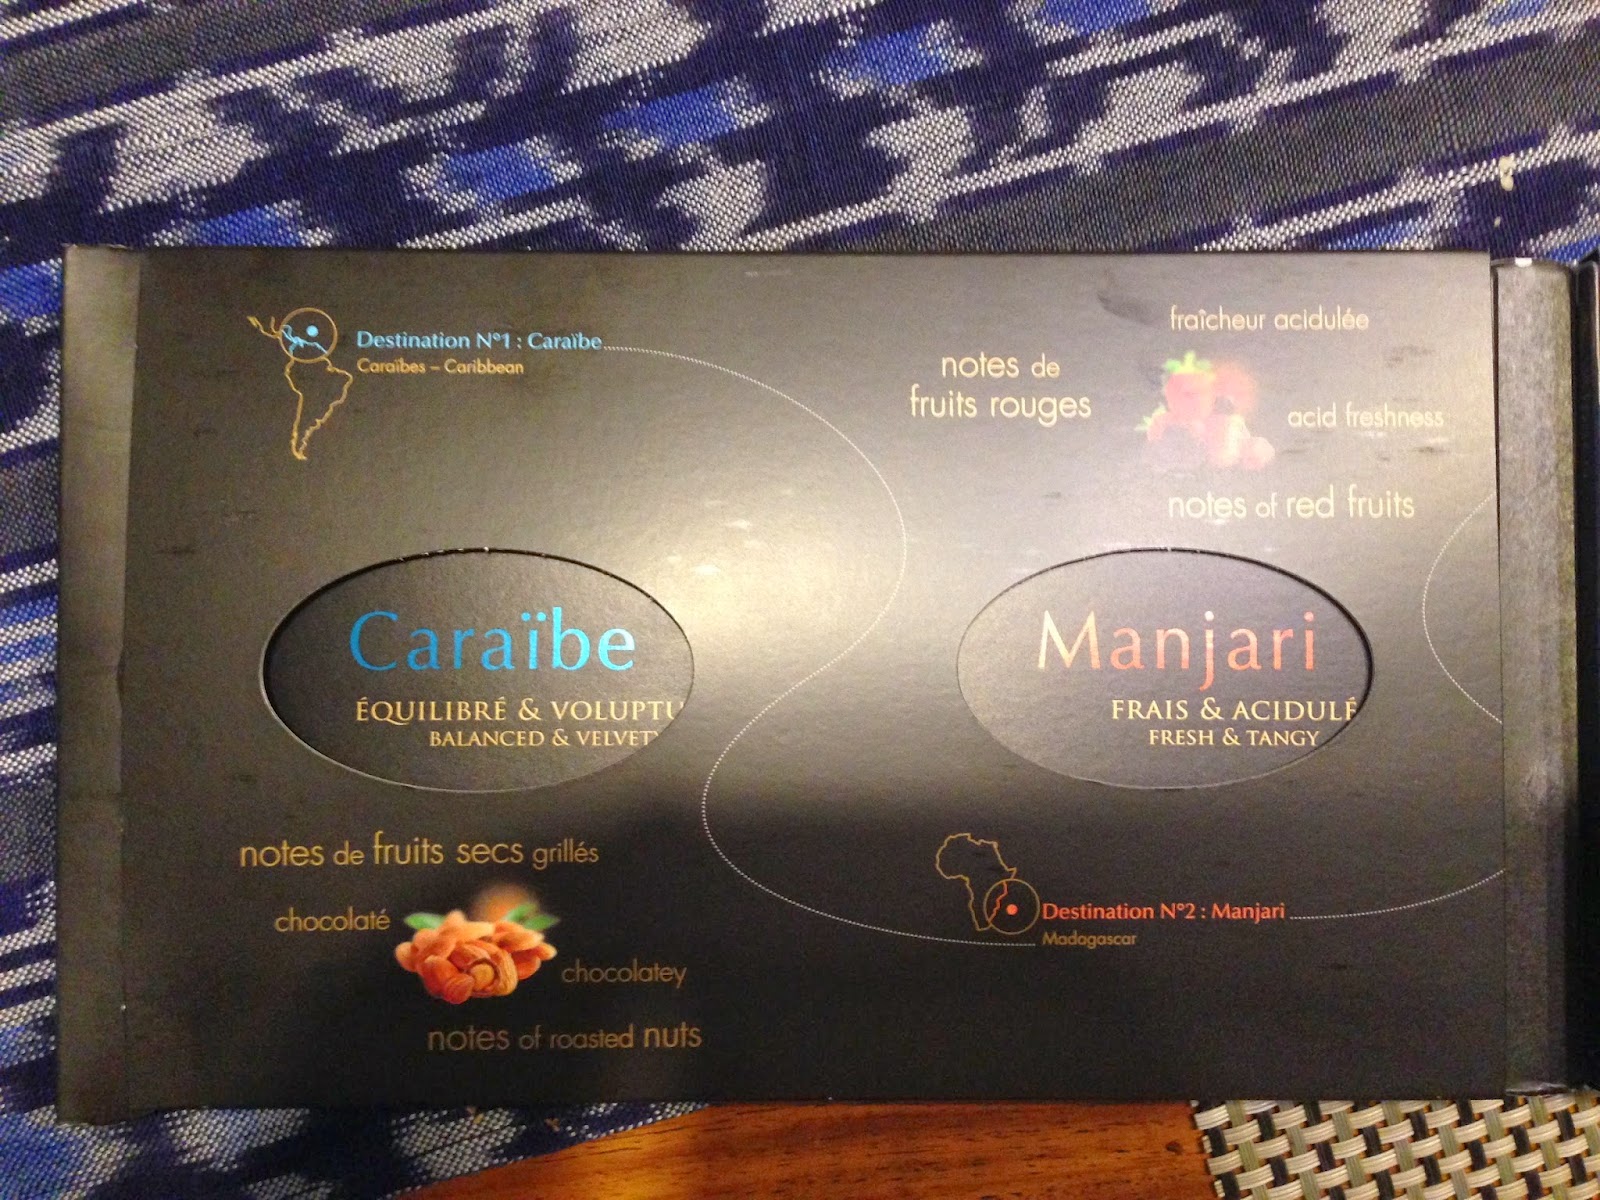 Destination N°1 : Caraïbe
Caraïbes – Caribbean
Caraïbe
ÉQUILIBRÉ & VOLUPTU
BALANCED & VELVETY
notes de fruits secs grillés
chocolaté
chocolatey
notes of roasted nuts
fraîcheur acidulée
notes de
fruits rouges
acid freshness
notes of red fruits
Manjari
FRAIS & ACIDULÉ
FRESH & TANGY
Destination N°2 : Manjari
Madagascar